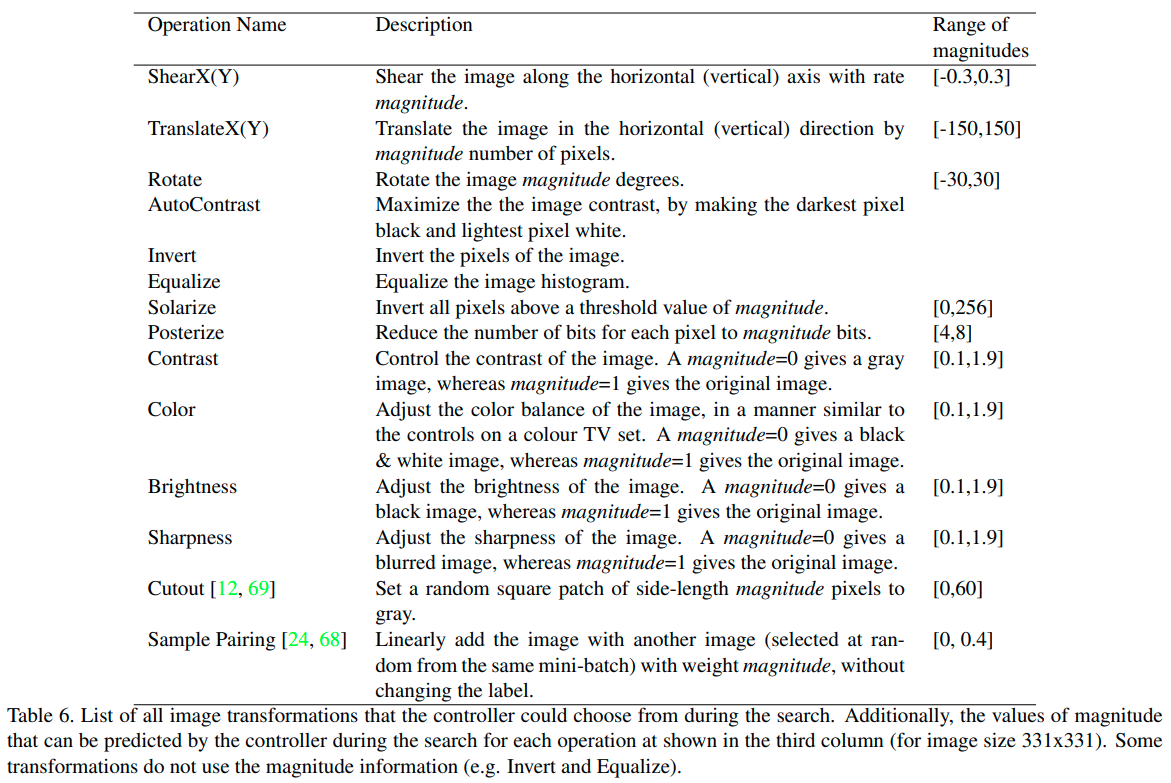 Operation Name Description Range of
magnitudes
ShearX(Y) Shear the image along the horizontal (vertical) axis with rate [-0.3,0.3]
magnitude.
TranslateX(Y) Translate the image in the horizontal (vertical) direction by [-150,150]
magnitude number of pixels.
Rotate Rotate the image magnitude degrees. [-30,30]
AutoContrast Maximize the the image contrast, by making the darkest pixel
black and lightest pixel white.
Invert Invert the pixels of the image.
Equalize Equalize the image histogram.
Solarize Invert all pixels above a threshold value of magnitude. [0,256]
Posterize Reduce the number of bits for each pixel to magnitude bits. [4,8]
Contrast Control the contrast of the image. A magnitude=0 gives a gray [0.1,1.9]
image, whereas magnitude=1 gives the original image.
Color Adjust the color balance of the image, in a manner similar to [0.1,1.9]
the controls on a colour TV set. A magnitude=0 gives a black
& white image, whereas magnitude=1 gives the original image.
Brightness Adjust the brightness of the image. A magnitude=0 gives a [0.1,1.9]
black image, whereas magnitude=1 gives the original image.
Sharpness Adjust the sharpness of the image. A magnitude=0 gives a [0.1,1.9]
blurred image, whereas magnitude=1 gives the original image.
Cutout [12, 69] Set a random square patch of side-length magnitude pixels to [0,60]
gray.
Sample Pairing [24, 68] Linearly add the image with another image (selected at ran- [0, 0.4]
dom from the same mini-batch) with weight magnitude, without
changing the label.
Table 6. List of all image transformations that the controller could choose from during the search. Additionally, the values of magnitude
that can be predicted by the controller during the search for each operation at shown in the third column (for image size 331x331). Some
transformations do not use the magnitude information (e.g. Invert and Equalize).